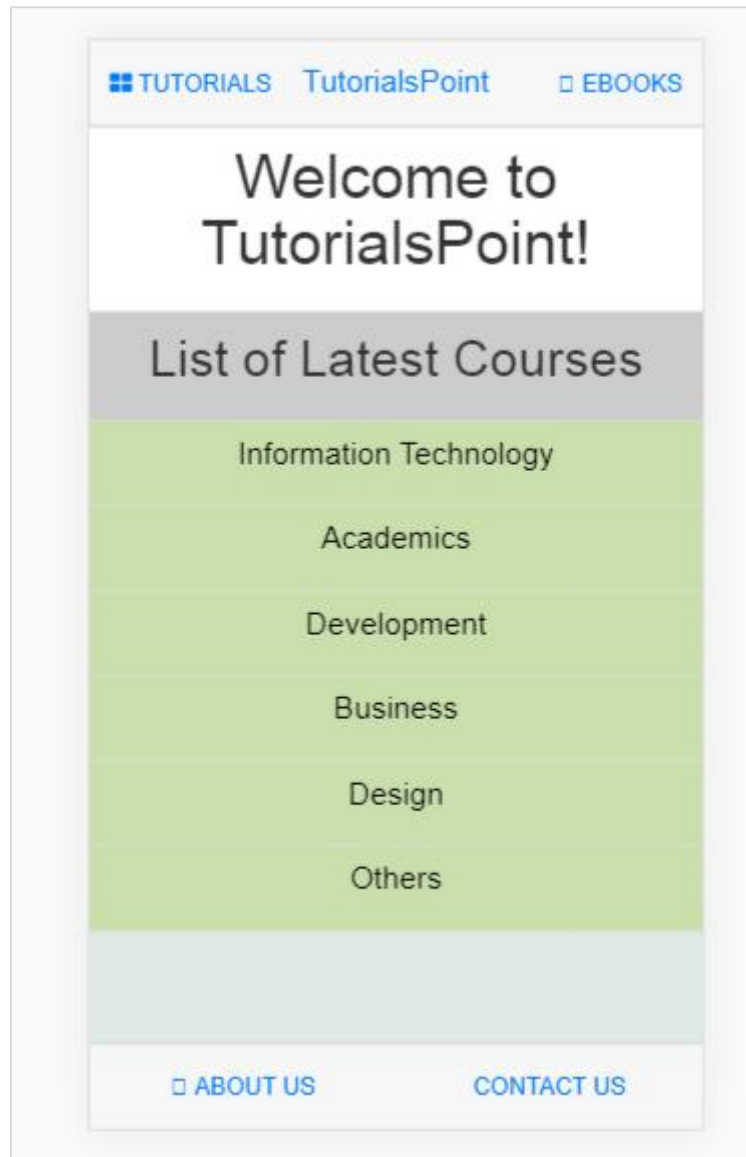 TUTORIALS TutorialsPoint EBOOKS
Welcome to
TutorialsPoint!
List of Latest Courses
Information Technology
Academics
Development
Business
Design
Others
ABOUT US CONTACT US